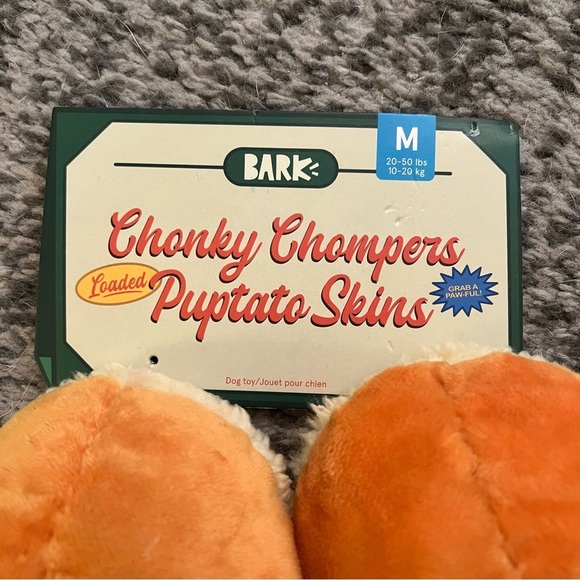 BARK
M
20-50 lbs
10-20 kg
Chonky Chompers
Loaded
Puptato Skins
GRAB A
PAW-FUL!
Dog toy/Jouet pour chien